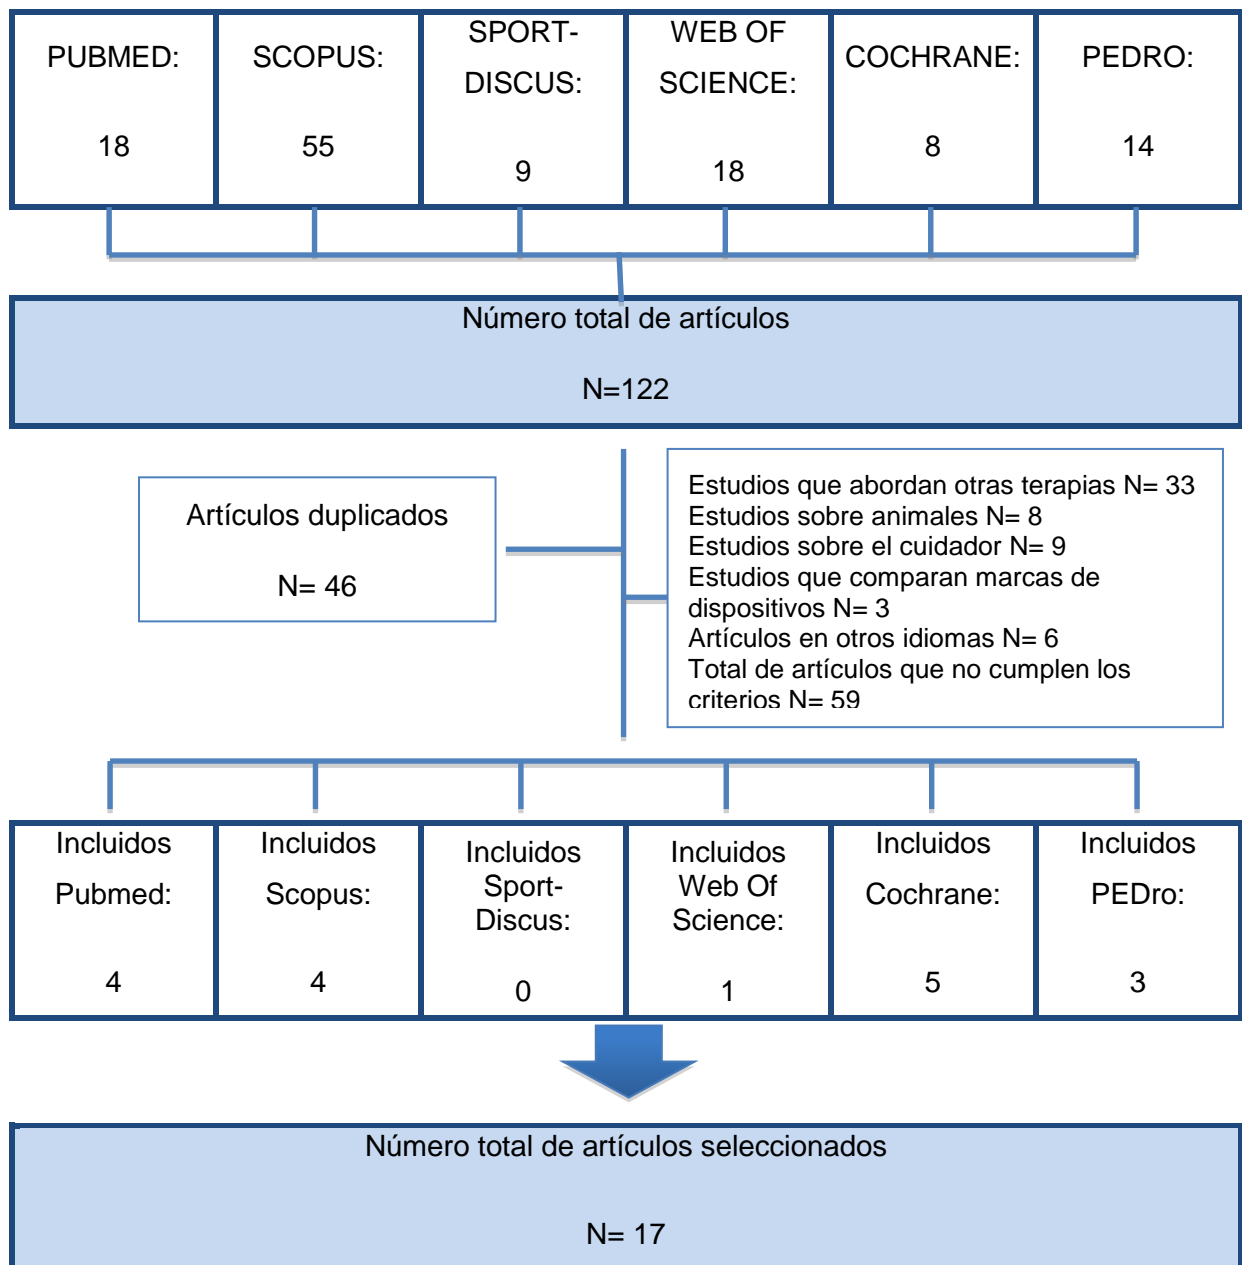 PUBMED:
18
SCOPUS:
55
SPORT-
DISCUS:
9
WEB OF
SCIENCE:
18
COCHRANE:
8
PEDRO:
14
Número total de artículos
N=122
Artículos duplicados
N= 46
Estudios que abordan otras terapias N= 33
Estudios sobre animales N= 8
Estudios sobre el cuidador N= 9
Estudios que comparan marcas de
dispositivos N= 3
Artículos en otros idiomas N= 6
Total de artículos que no cumplen los
criterios N= 59
Incluidos
Pubmed:
4
Incluidos
Scopus:
4
Incluidos
Sport-
Discus:
0
Incluidos
Web Of
Science:
1
Incluidos
Cochrane:
5
Incluidos
PEDro:
3
Número total de artículos seleccionados
N= 17